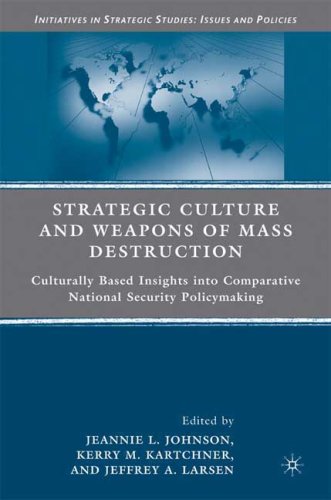 INITIATIVES IN STRATEGIC STUDIES: ISSUES AND POLICIES
STRATEGIC CULTURE
AND WEAPONS OF MASS
DESTRUCTION
Culturally Based Insights into Comparative
National Security Policymaking
Edited by
JEANNIE L. JOHNSON,
KERRY M. KARTCHNER,
AND JEFFREY A. LARSEN